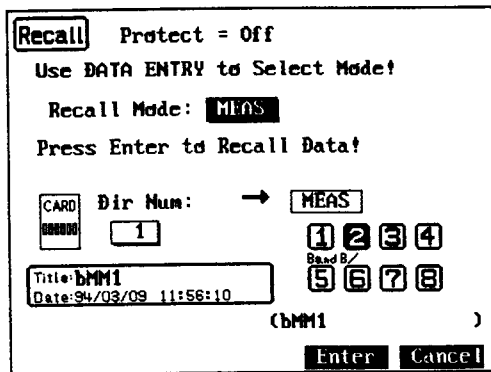 Recall Protect = Off
Use DATA ENTRY to Select Mode!
Recall Mode: MEAS
Press Enter to Recall Data!
CARD Dir Num: → MEAS
1
1 2 3 4
Band B/
5 6 7 8
Title:bMM1
Date:94/03/09 11:56:10
(bMM1 )
Enter Cancel